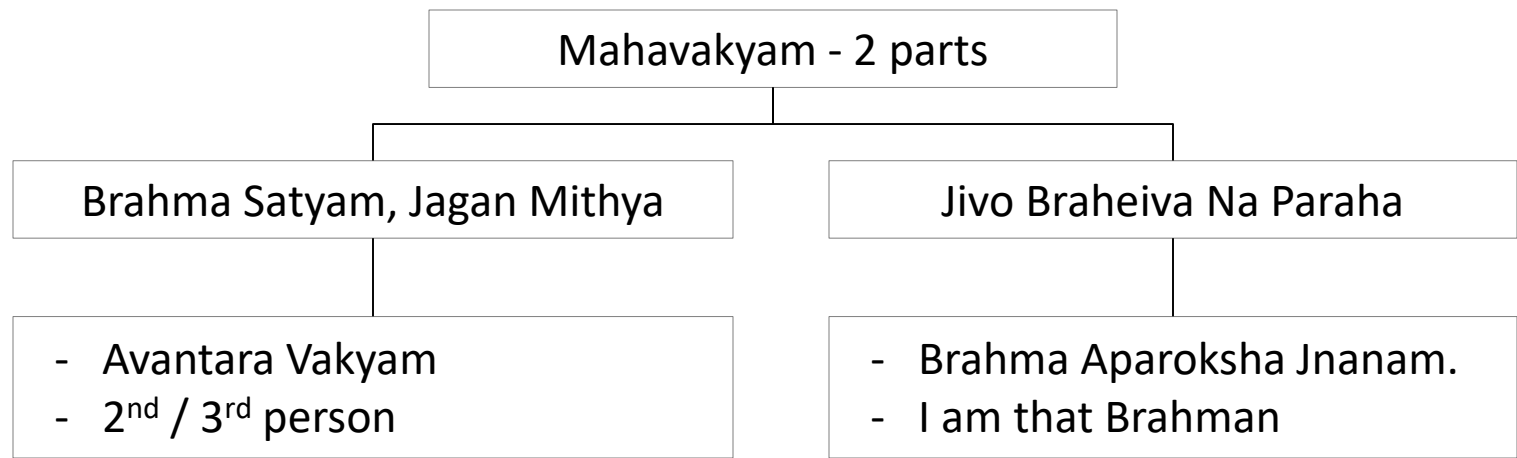 Mahavakyam - 2 parts
Brahma Satyam, Jagan Mithya
Jivo Braheiva Na Paraha
- Avantara Vakyam
- 2nd / 3rd person
- Brahma Aparoksha Jnanam.
- I am that Brahman